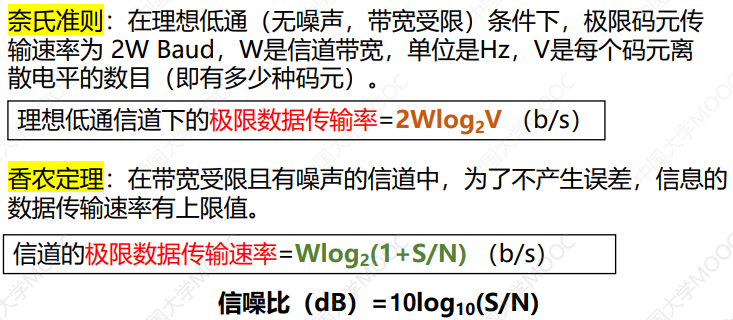 奈氏准则：在理想低通（无噪声，带宽受限）条件下，极限码元传
输速率为 2W Baud，W是信道带宽，单位是Hz，V是每个码元离
散电平的数目（即有多少种码元）。
理想低通信道下的极限数据传输率=2Wlog₂V （b/s）
香农定理：在带宽受限且有噪声的信道中，为了不产生误差，信息的
数据传输速率有上限值。
信道的极限数据传输速率=Wlog₂(1+S/N) （b/s）
信噪比（dB）=10log₁₀(S/N)